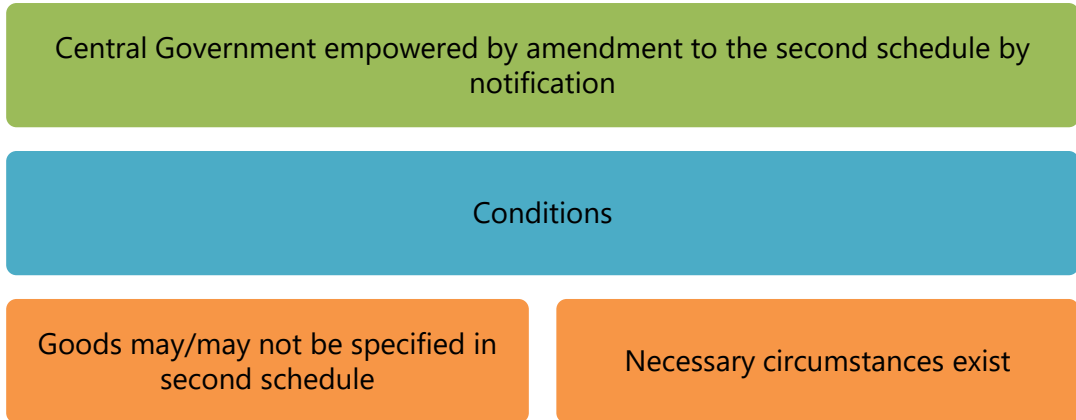 Central Government empowered by amendment to the second schedule by
notification
Conditions
Goods may/may not be specified in
second schedule
Necessary circumstances exist